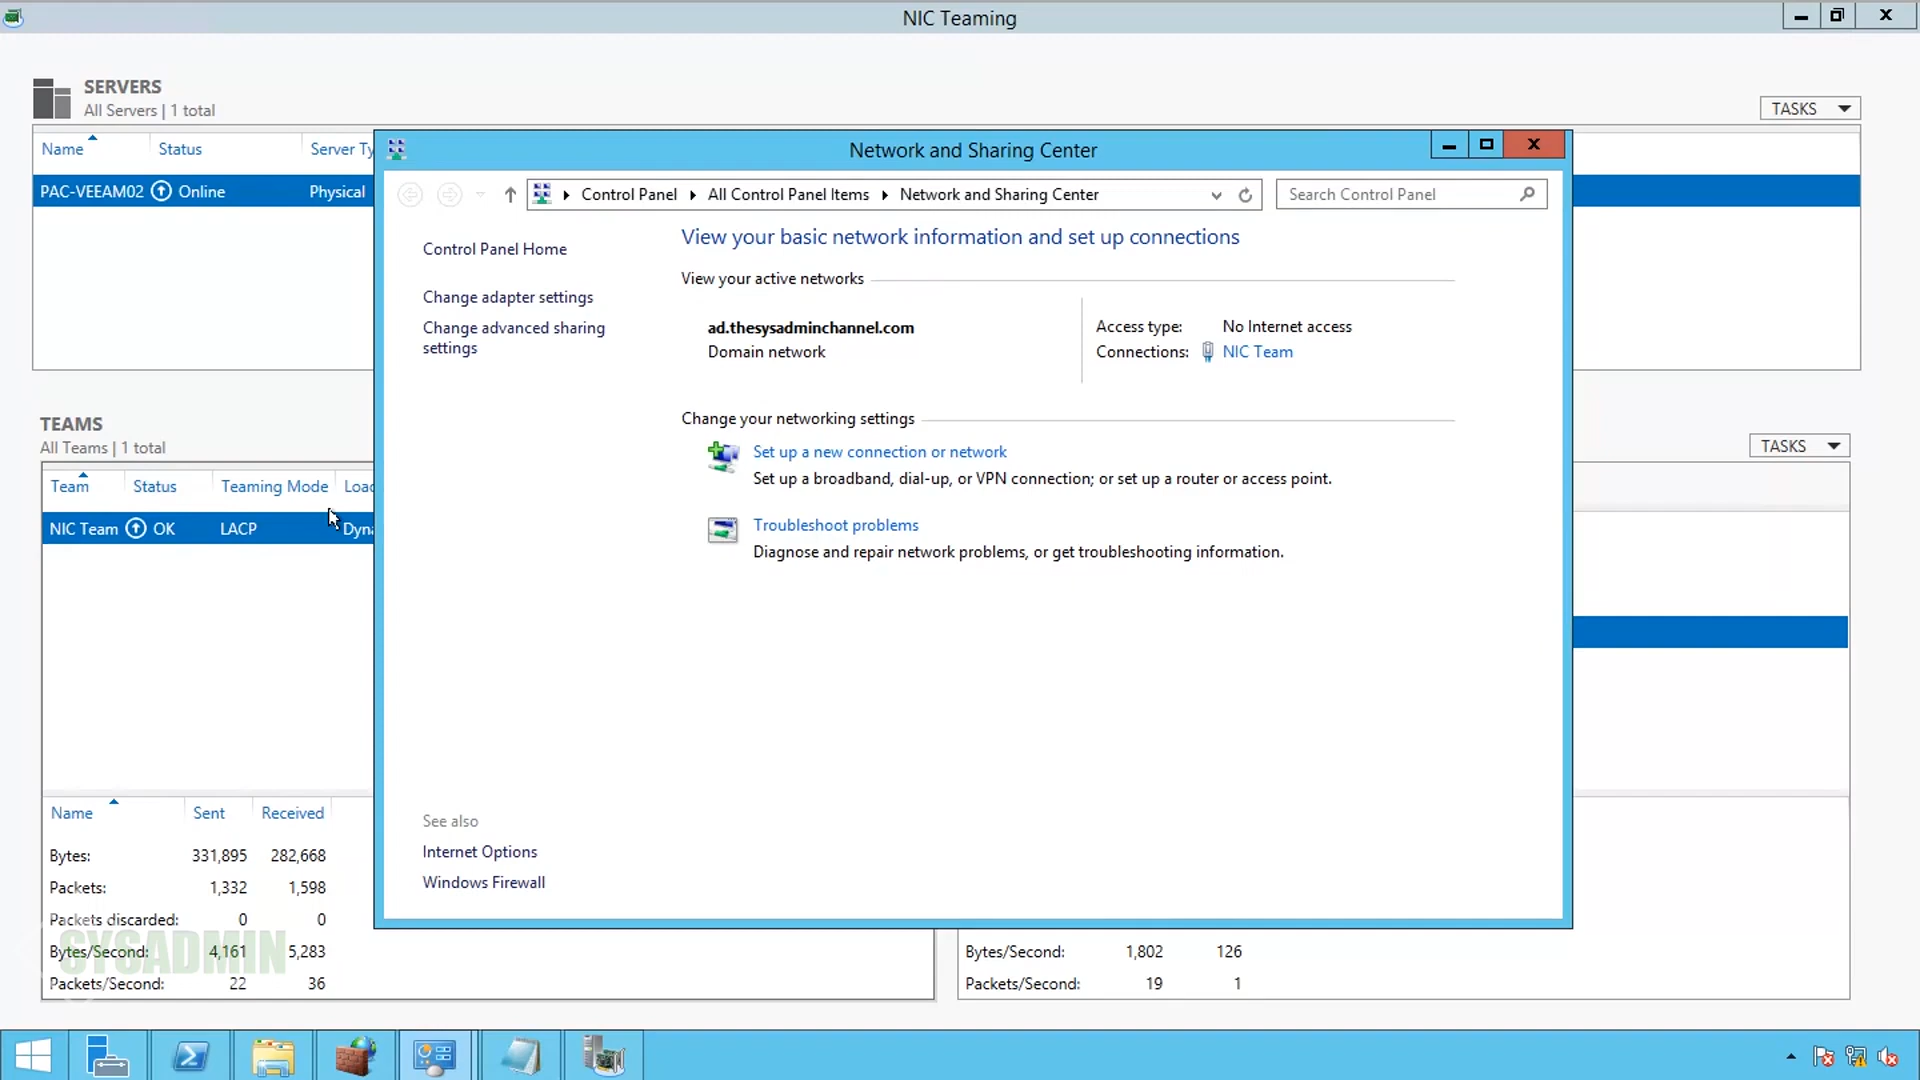 NIC Teaming
SERVERS
All Servers | 1 total
TASKS
Name Status Server Ty
PAC-VEEAM02 Online Physical
Network and Sharing Center
Control Panel All Control Panel Items Network and Sharing Center
Search Control Panel
Control Panel Home
Change adapter settings
Change advanced sharing
settings
View your basic network information and set up connections
View your active networks
ad.thesysadminchannel.com
Domain network
Access type: No Internet access
Connections: NIC Team
Change your networking settings
Set up a new connection or network
Set up a broadband, dial-up, or VPN connection; or set up a router or access point.
Troubleshoot problems
Diagnose and repair network problems, or get troubleshooting information.
See also
Internet Options
Windows Firewall
TEAMS
All Teams | 1 total
TASKS
Team Status Teaming Mode Loac
NIC Team OK LACP Dyna
Name Sent Received
Bytes: 331,895 282,668
Packets: 1,332 1,598
Packets discarded: 0 0
Bytes/Second: 4,161 5,283
Packets/Second: 22 36
SYSADMIN
Bytes/Second: 1,802 126
Packets/Second: 19 1